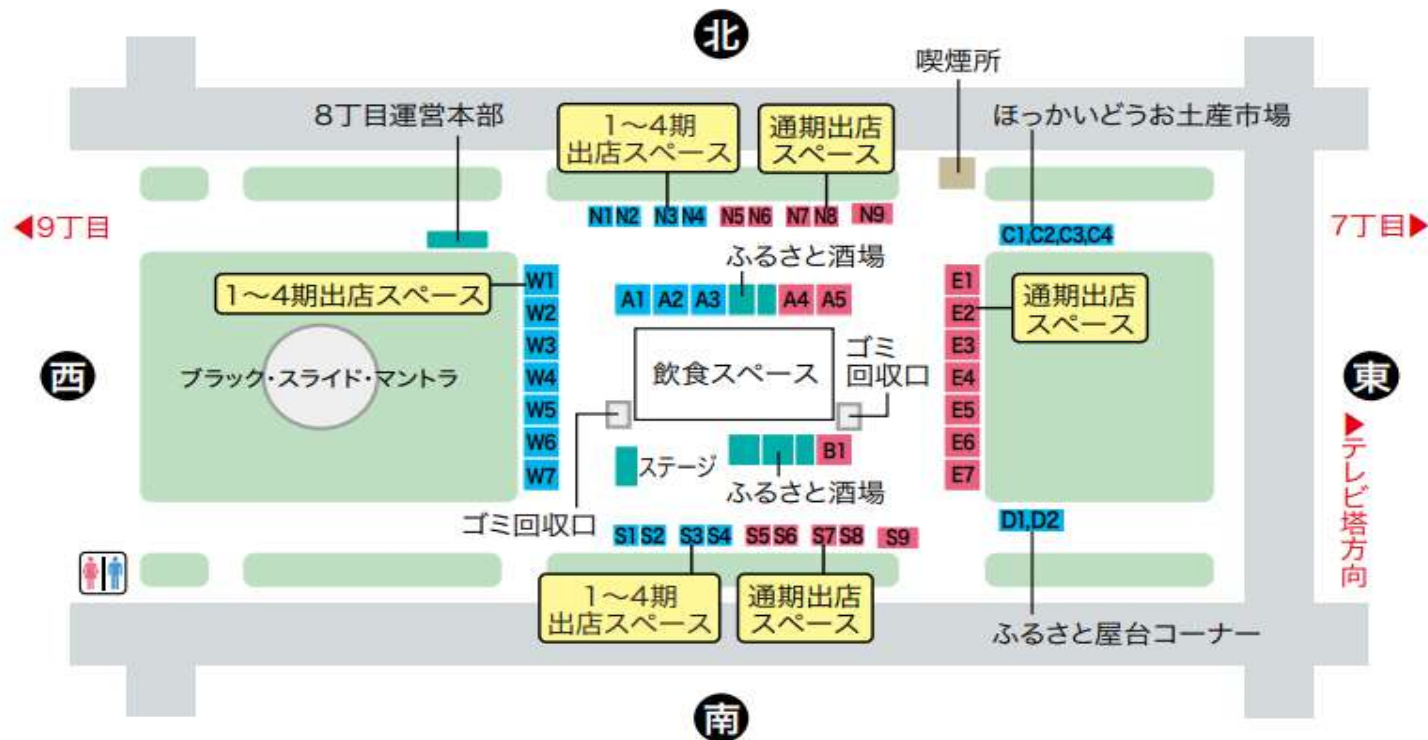 北
喫煙所
8丁目運営本部
1～4期
出店スペース
通期出店
スペース
ほっかいどうお土産市場
N1 N2 N3 N4 N5 N6 N7 N8 N9
◀9丁目
7丁目▶
C1,C2,C3,C4
ふるさと酒場
1～4期出店スペース
W1
W2
W3
W4
W5
W6
W7
A1 A2 A3 A4 A5
E1
E2
E3
E4
E5
E6
E7
通期出店
スペース
飲食スペース
ゴミ
回収口
西
ブラック・スライド・マントラ
東
▶テレビ塔方向
B1
ステージ
ふるさと酒場
ゴミ回収口
S1 S2 S3 S4 S5 S6 S7 S8 S9
D1,D2
1～4期
出店スペース
通期出店
スペース
ふるさと屋台コーナー
南